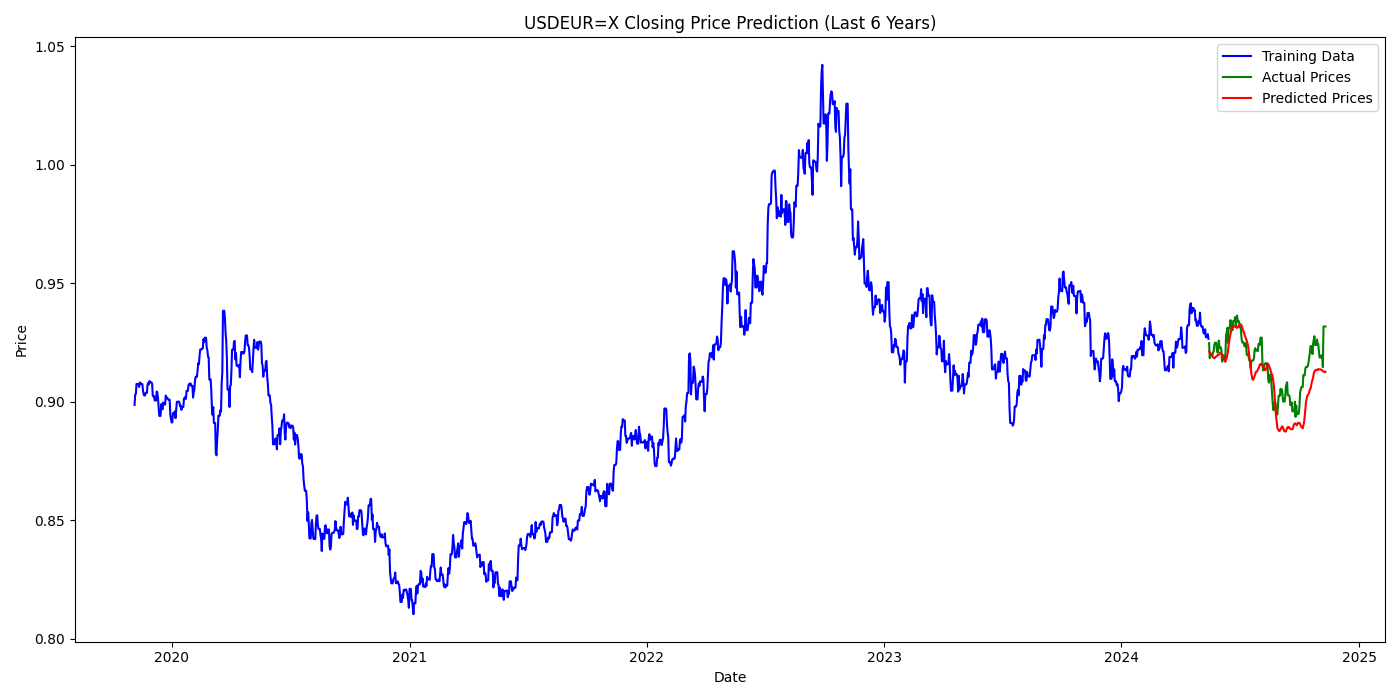 USDEUR=X Closing Price Prediction (Last 6 Years)
Training Data
Actual Prices
Predicted Prices
Price
1.05
1.00
0.95
0.90
0.85
0.80
2020
2021
2022
2023
2024
2025
Date